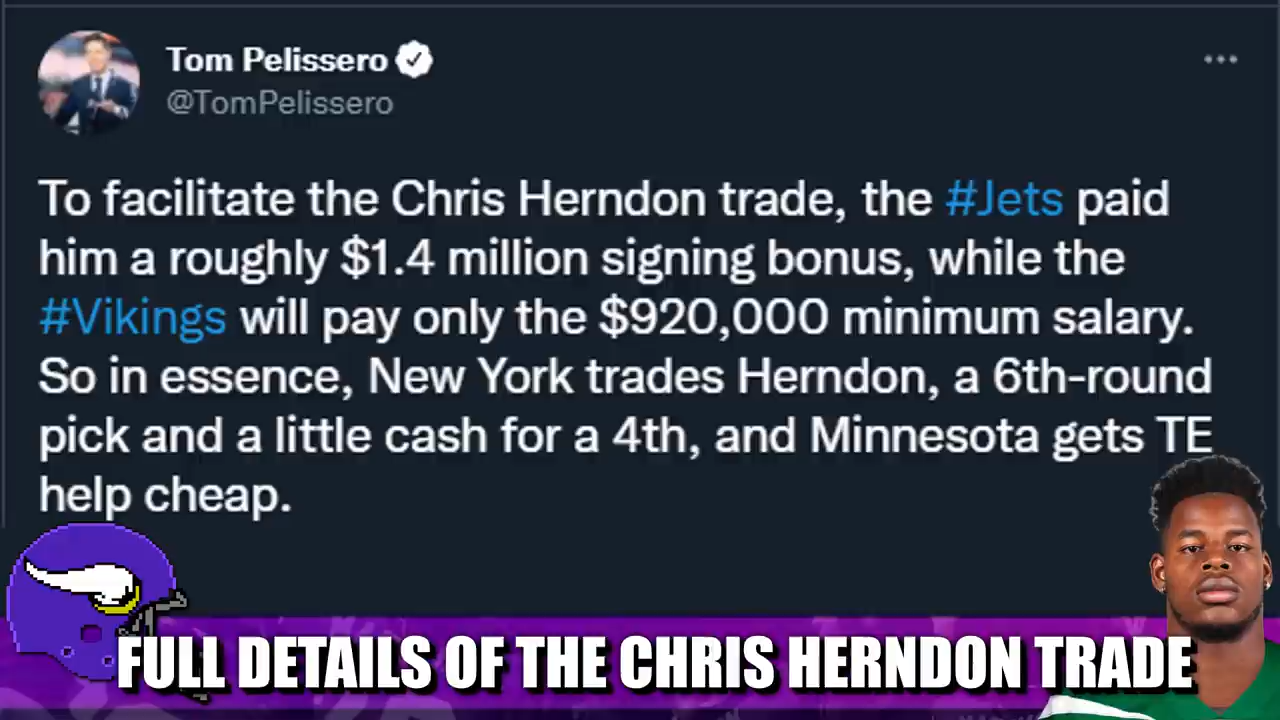 Tom Pelissero
@TomPelissero
To facilitate the Chris Herndon trade, the #Jets paid
him a roughly $1.4 million signing bonus, while the
#Vikings will pay only the $920,000 minimum salary.
So in essence, New York trades Herndon, a 6th-round
pick and a little cash for a 4th, and Minnesota gets TE
help cheap.
FULL DETAILS OF THE CHRIS HERNDON TRADE